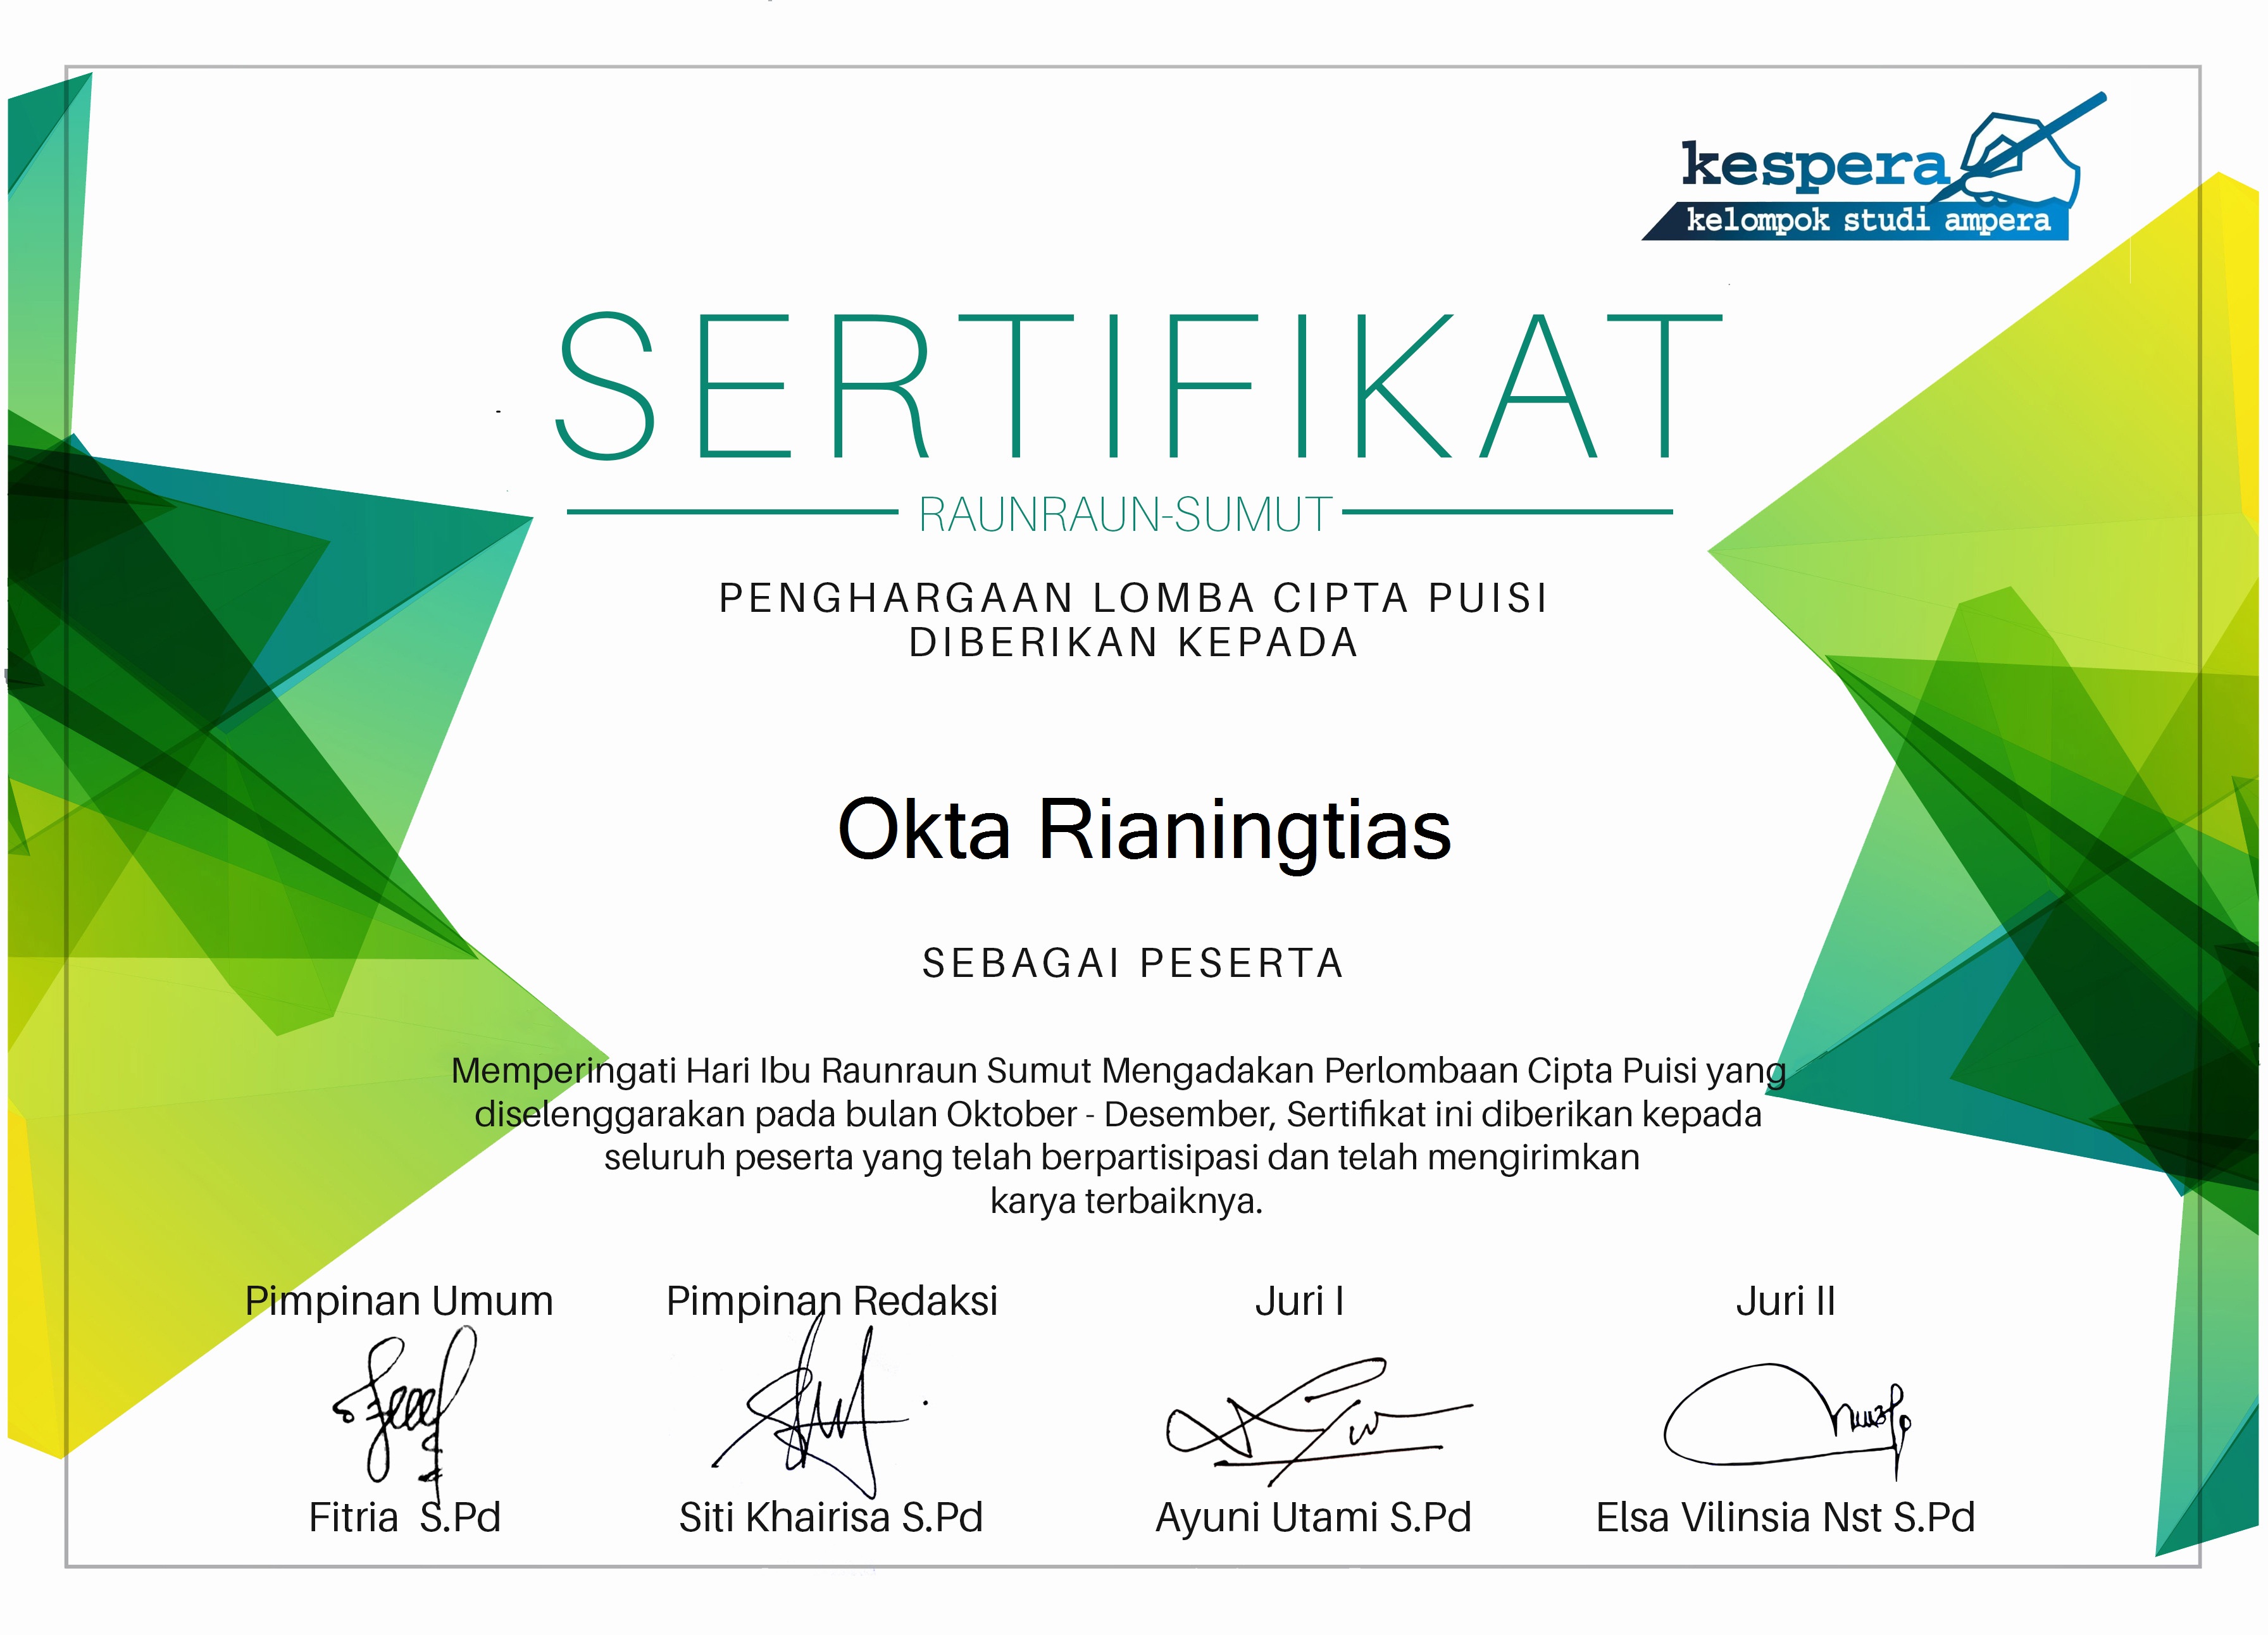 kespera
kelompok studi ampera
SERTIFIKAT
RAUNRAUN-SUMUT
PENGHARGAAN LOMBA CIPTA PUISI
DIBERIKAN KEPADA
Okta Rianingtias
SEBAGAI PESERTA
Memperingati Hari Ibu Raunraun Sumut Mengadakan Perlombaan Cipta Puisi yang
diselenggarakan pada bulan Oktober - Desember, Sertifikat ini diberikan kepada
seluruh peserta yang telah berpartisipasi dan telah mengirimkan
karya terbaiknya.
Pimpinan Umum Pimpinan Redaksi Juri I Juri II
Fitria S.Pd Siti Khairisa S.Pd Ayuni Utami S.Pd Elsa Vilinsia Nst S.Pd